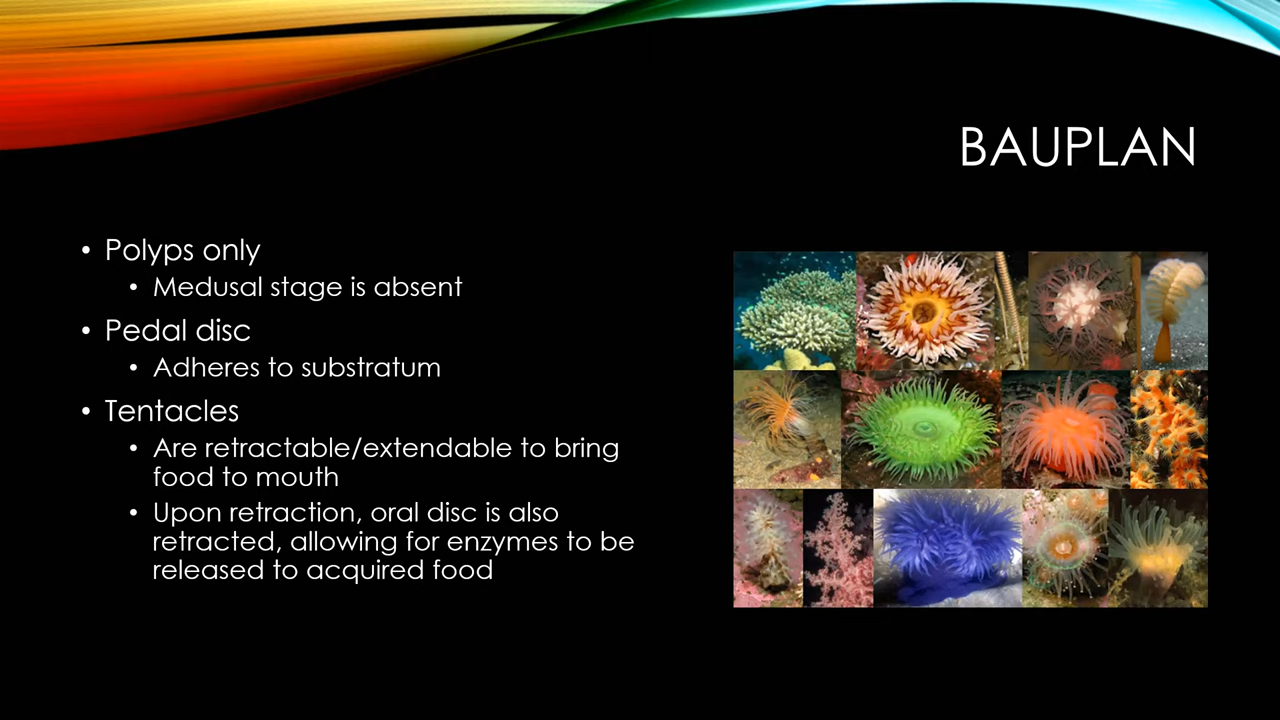 BAUPLAN
• Polyps only
• Medusal stage is absent
• Pedal disc
• Adheres to substratum
• Tentacles
• Are retractable/extendable to bring
food to mouth
• Upon retraction, oral disc is also
retracted, allowing for enzymes to be
released to acquired food